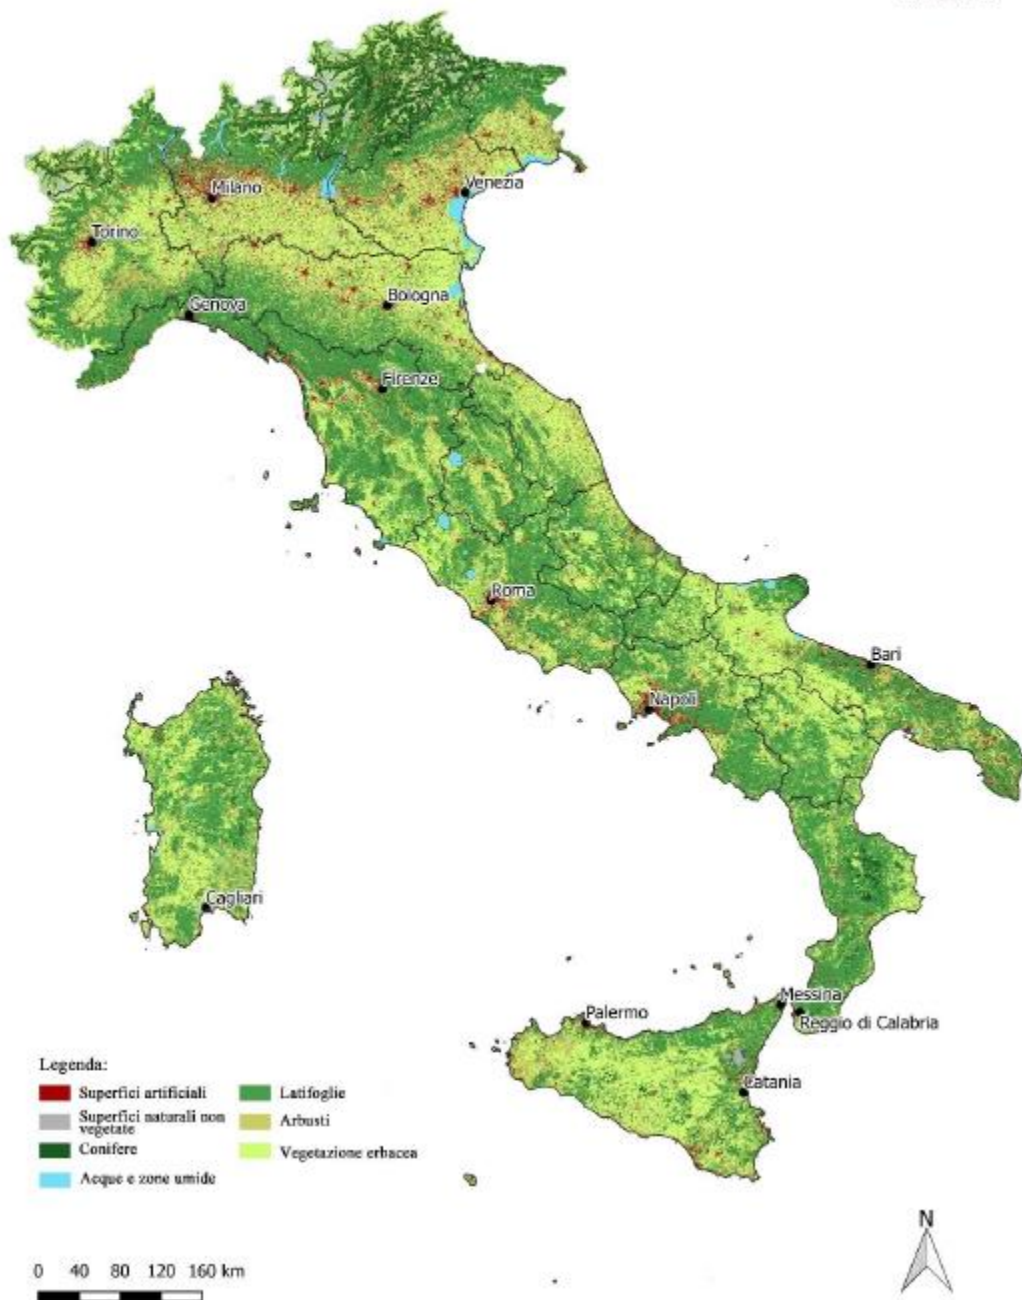 Milano
Venezia
Torino
Genova
Bologna
Firenze
Roma
Bari
Napoli
Cagliari
Messina
Palermo
Reggio di Calabria
Catania
Legenda:
Superfici artificiali
Latifoglie
Superfici naturali non
vegetate
Arbusti
Conifere
Vegetazione erbacea
Acque e zone umide
N
0 40 80 120 160 km